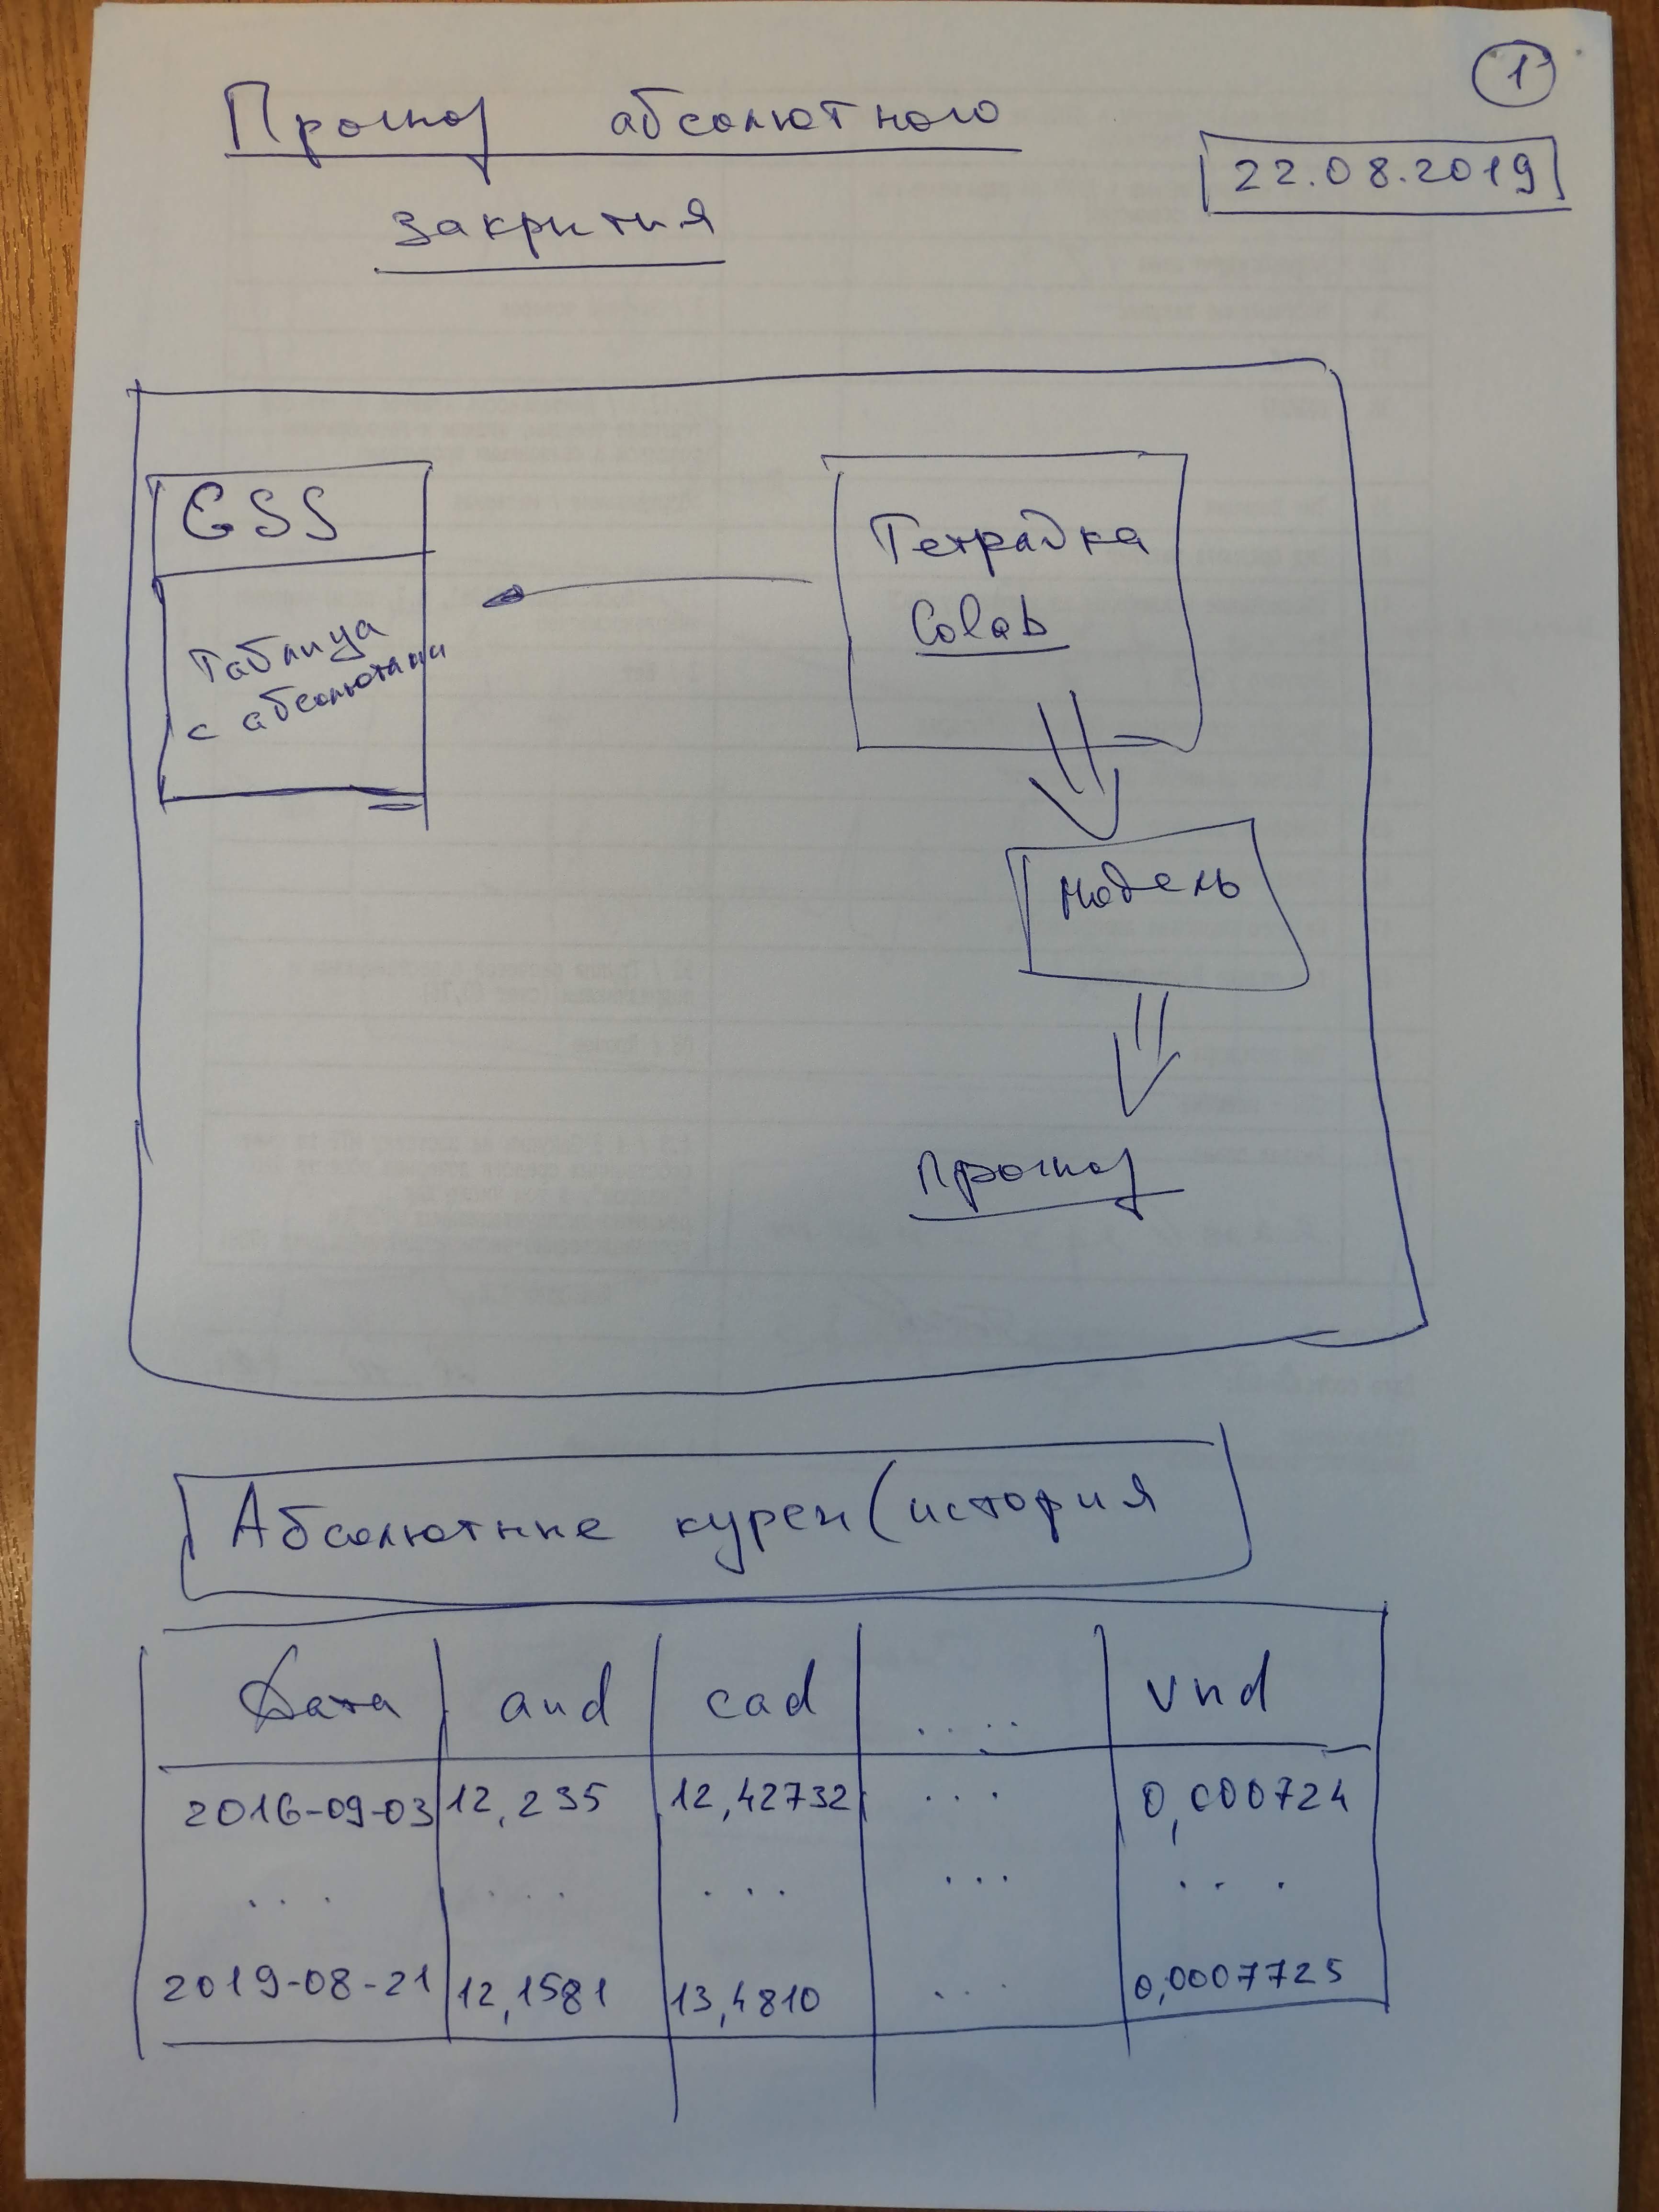 1
Прогноз абсолютного
22.08.2019
закрытия
GSS
Таблица
с абсолютами
Тетрадка
Colab
Модель
Прогноз
Абсолютные курсы (история
Дата aud cad .... vnd
2016-09-03 12,235 12,42732 ... 0,000724
... ... ... ... ...
2019-08-21 12,1581 13,4810 ... 0,0007725